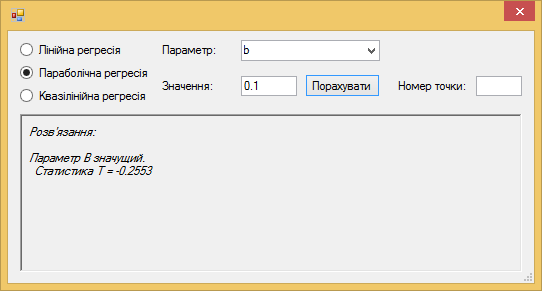 Лінійна регресія
Параметр:
b
Параболічна регресія
Значення:
0.1
Порахувати
Номер точки:
Квазілінійна регресія
Розв'язання:
Параметр B значущий.
Статистика T = -0.2553